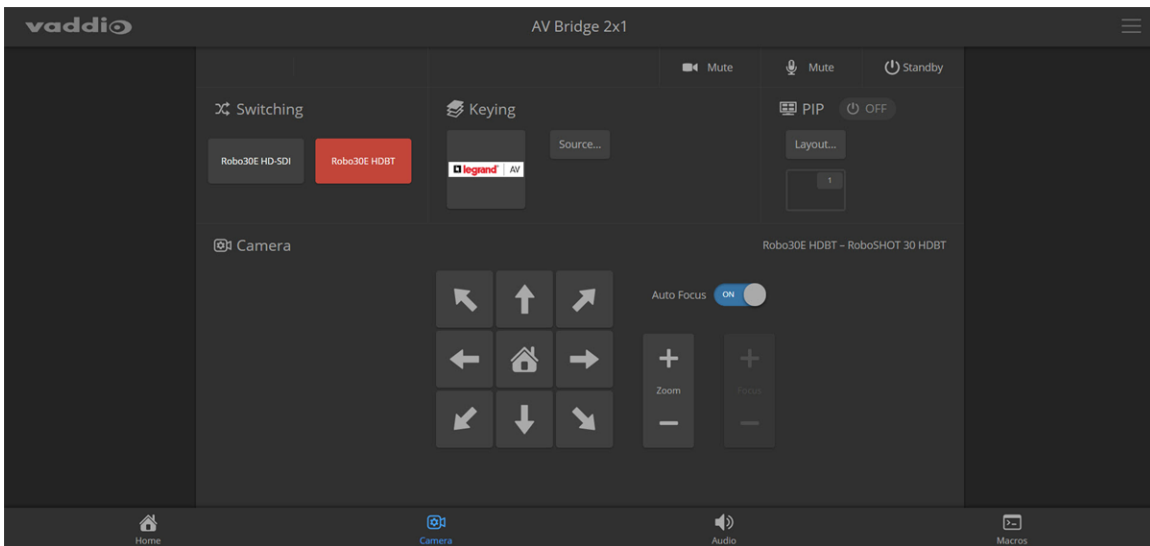 vaddio
AV Bridge 2x1
Mute
Mute
Standby
Switching
Keying
PIP
OFF
Robo30E HD-SDI
Robo30E HDBT
legrand | AV
Source...
Layout...
1
Camera
Robo30E HDBT – RoboSHOT 30 HDBT
Auto Focus
ON
Zoom
Focus
Home
Camera
Audio
Macros